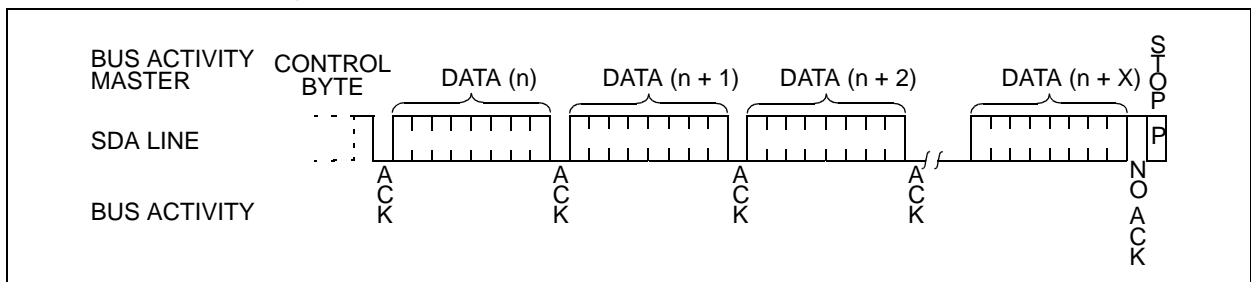 BUS ACTIVITY
MASTER
CONTROL
BYTE
DATA (n)
DATA (n + 1)
DATA (n + 2)
DATA (n + X)
STOP
SDA LINE
P
ACK
ACK
ACK
ACK
NO ACK
BUS ACTIVITY